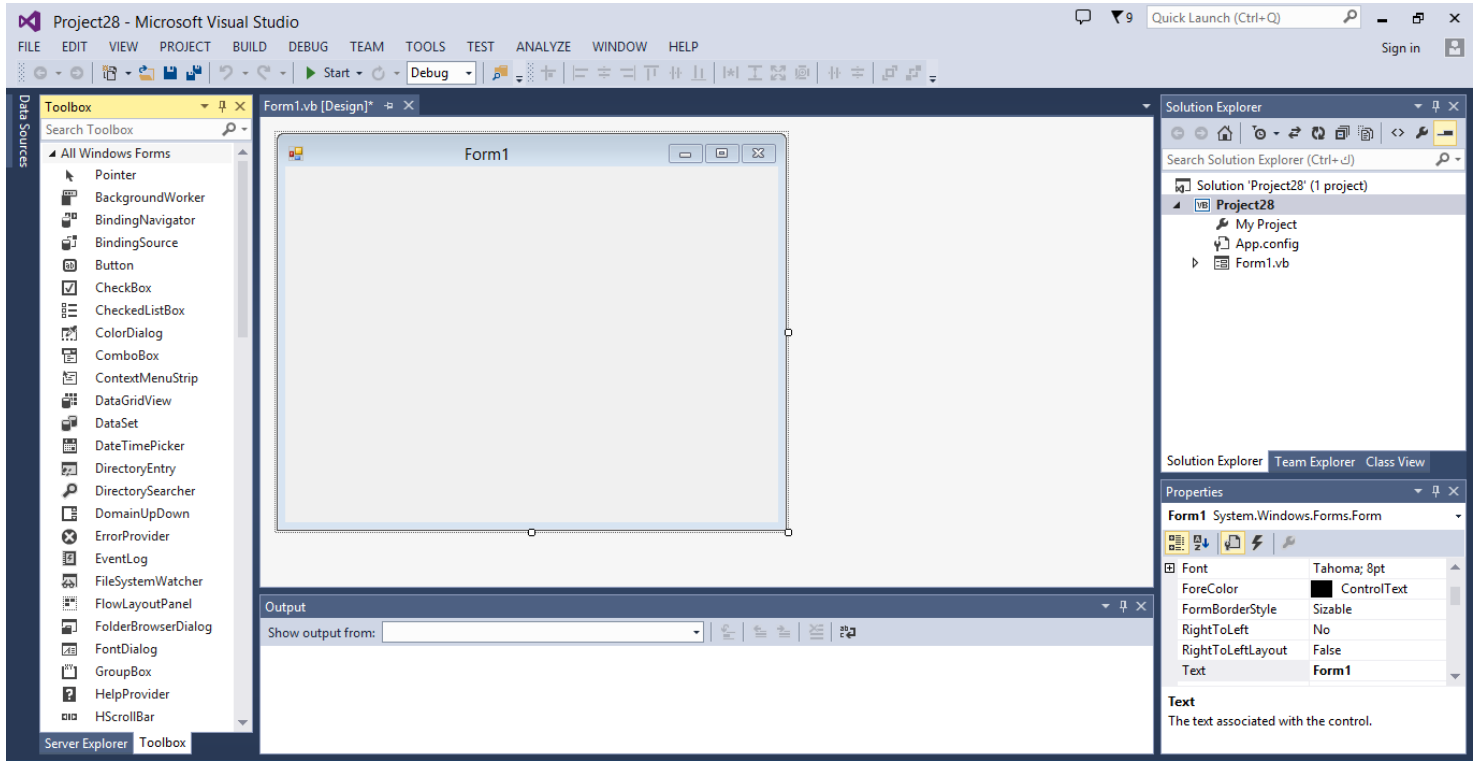 Project28 - Microsoft Visual Studio
9
Quick Launch (Ctrl+Q)
FILE EDIT VIEW PROJECT BUILD DEBUG TEAM TOOLS TEST ANALYZE WINDOW HELP
Sign in
Start Debug
Data Sources
Toolbox
Search Toolbox
All Windows Forms
Pointer
BackgroundWorker
BindingNavigator
BindingSource
Button
CheckBox
CheckedListBox
ColorDialog
ComboBox
ContextMenuStrip
DataGridView
DataSet
DateTimePicker
DirectoryEntry
DirectorySearcher
DomainUpDown
ErrorProvider
EventLog
FileSystemWatcher
FlowLayoutPanel
FolderBrowserDialog
FontDialog
GroupBox
HelpProvider
HScrollBar
Server Explorer Toolbox
Form1.vb [Design]*
Form1
Output
Show output from:
Solution Explorer
Search Solution Explorer (Ctrl+ك)
Solution 'Project28' (1 project)
VB Project28
My Project
App.config
Form1.vb
Solution Explorer Team Explorer Class View
Properties
Form1 System.Windows.Forms.Form
Font Tahoma; 8pt
ForeColor ControlText
FormBorderStyle Sizable
RightToLeft No
RightToLeftLayout False
Text Form1
Text
The text associated with the control.